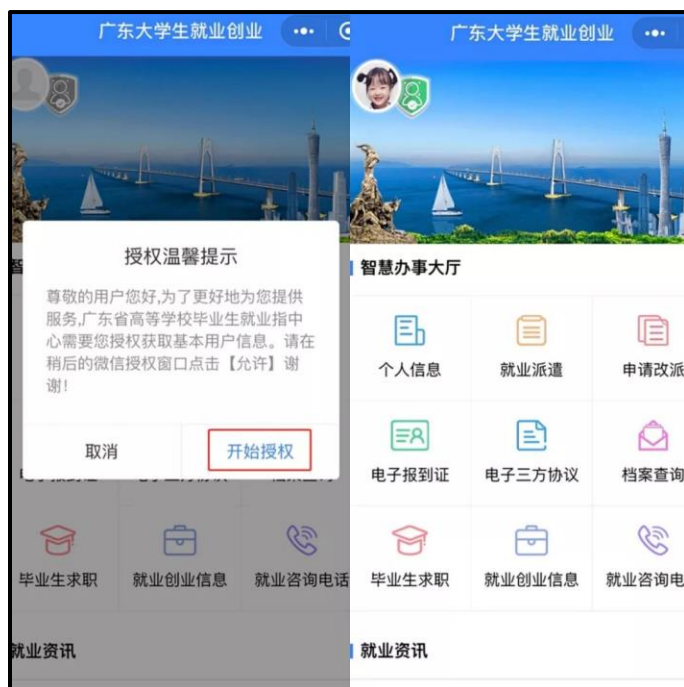 广东大学生就业创业
授权温馨提示
尊敬的用户您好,为了更好地为您提供
服务,广东省高等学校毕业生就业指中
心需要您授权获取基本用户信息。请在
稍后的微信授权窗口点击【允许】谢
谢!
取消
开始授权
毕业生求职
就业创业信息
就业咨询电话
就业资讯
广东大学生就业创业
智慧办事大厅
个人信息
就业派遣
申请改派
电子报到证
电子三方协议
档案查询
毕业生求职
就业创业信息
就业咨询电
就业资讯